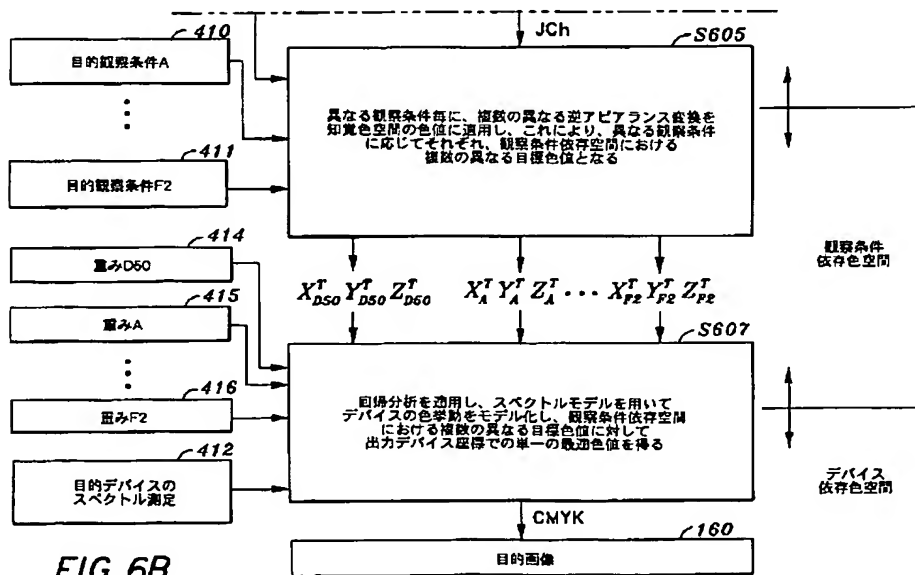 JCh
410
目的観察条件A
S605
異なる観察条件毎に、複数の異なる逆アピアランス変換を
知覚色空間の色値に適用し、これにより、異なる観察条件
に応じてそれぞれ、観察条件依存空間における
複数の異なる目標色値となる
411
目的観察条件F2
観察条件
依存色空間
414
重みD50
X^T_{D50} Y^T_{D50} Z^T_{D50} X^T_A Y^T_A Z^T_A ... X^T_{F2} Y^T_{F2} Z^T_{F2}
415
重みA
S607
回帰分析を適用し、スペクトルモデルを用いて
デバイスの色挙動をモデル化し、観察条件依存空間
における複数の異なる目標色値に対して
出力デバイス座標での単一の最適色値を得る
416
重みF2
412
目的デバイスの
スペクトル測定
デバイス
依存色空間
CMYK
160
目的画像
FIG 6B